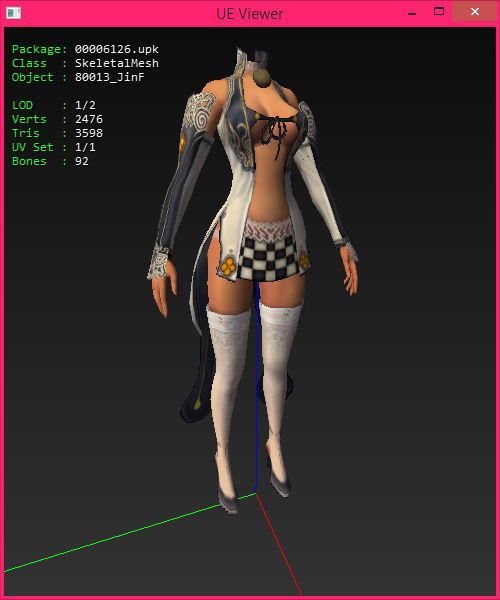 UE Viewer
Package: 00006126.upk
Class  : SkeletalMesh
Object : 80013_JinF
LOD    : 1/2
Verts  : 2476
Tris   : 3598
UV Set : 1/1
Bones  : 92